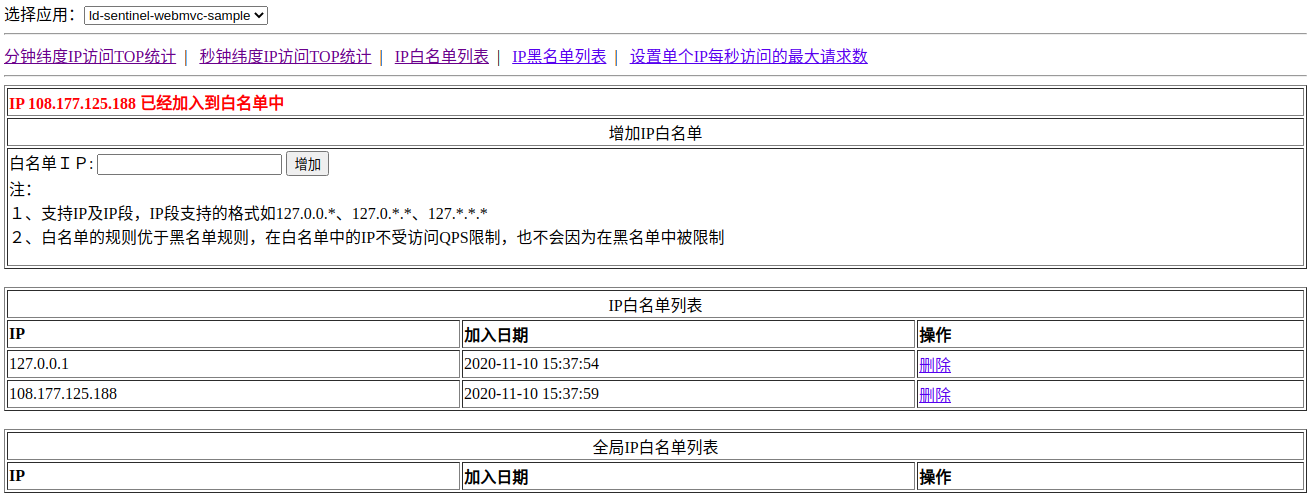 选择应用： ld-sentinel-webmvc-sample
分钟纬度IP访问TOP统计 | 秒钟纬度IP访问TOP统计 | IP白名单列表 | IP黑名单列表 | 设置单个IP每秒访问的最大请求数
IP 108.177.125.188 已经加入到白名单中
增加IP白名单
白名单ＩＰ: 增加
注：
１、支持IP及IP段，IP段支持的格式如127.0.0.*、127.0.*.*、127.*.*.*
２、白名单的规则优于黑名单规则，在白名单中的IP不受访问QPS限制，也不会因为在黑名单中被限制
IP白名单列表
IP 加入日期 操作
127.0.0.1 2020-11-10 15:37:54 删除
108.177.125.188 2020-11-10 15:37:59 删除
全局IP白名单列表
IP 加入日期 操作